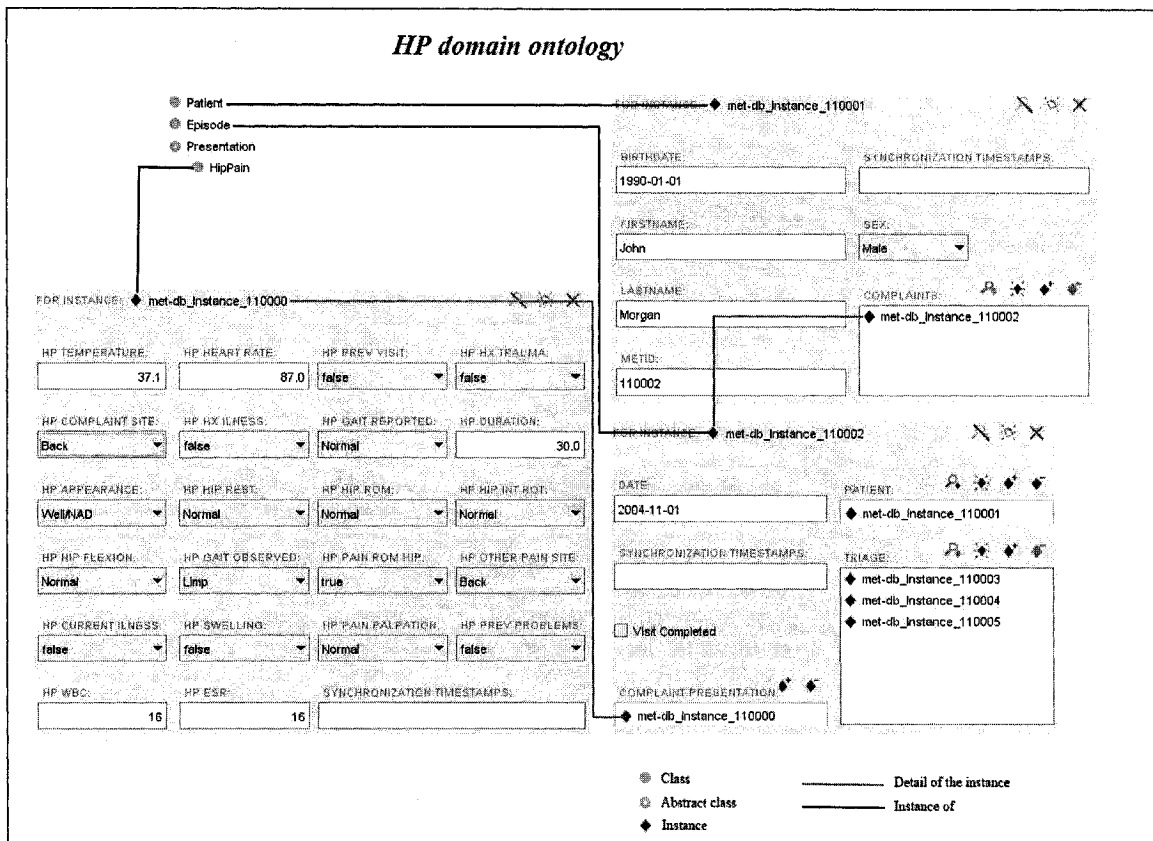 HP domain ontology
Patient
Episode
Presentation
HipPain
FOR INSTANCE: met-db_Instance_110001
BIRTHDATE: SYNCHRONIZATION TIMESTAMPS:
1990-01-01
FIRSTNAME: SEX:
John Male
LASTNAME: COMPLAINTS:
Morgan met-db_Instance_110002
METID:
110002
FOR INSTANCE: met-db_Instance_110000
HP TEMPERATURE: HP HEART RATE: HP PREV VISIT: HP HX TRAUMA:
37.1 87.0 false false
HP COMPLAINT SITE: HP HX ILNESS: HP GAIT REPORTED: HP DURATION:
Back false Normal 30.0
HP APPEARANCE: HP HIP REST: HP HIP ROM: HP HIP INT ROT:
Well/NAD Normal Normal Normal
HP HIP FLEXION: HP GAIT OBSERVED: HP PAIN ROM HIP: HP OTHER PAIN SITE:
Normal Limp true Back
HP CURRENT ILNESS: HP SWELLING: HP PAIN PALPATION: HP PREV PROBLEMS:
false false Normal false
HP WBC: HP ESR: SYNCHRONIZATION TIMESTAMPS:
16 16
FOR INSTANCE: met-db_Instance_110002
DATE: PATIENT:
2004-11-01 met-db_Instance_110001
SYNCHRONIZATION TIMESTAMPS: TRIAGE:
met-db_Instance_110003
met-db_Instance_110004
met-db_Instance_110005
Visit Completed
COMPLAINT PRESENTATION:
met-db_Instance_110000
Class Detail of the instance
Abstract class Instance of
Instance